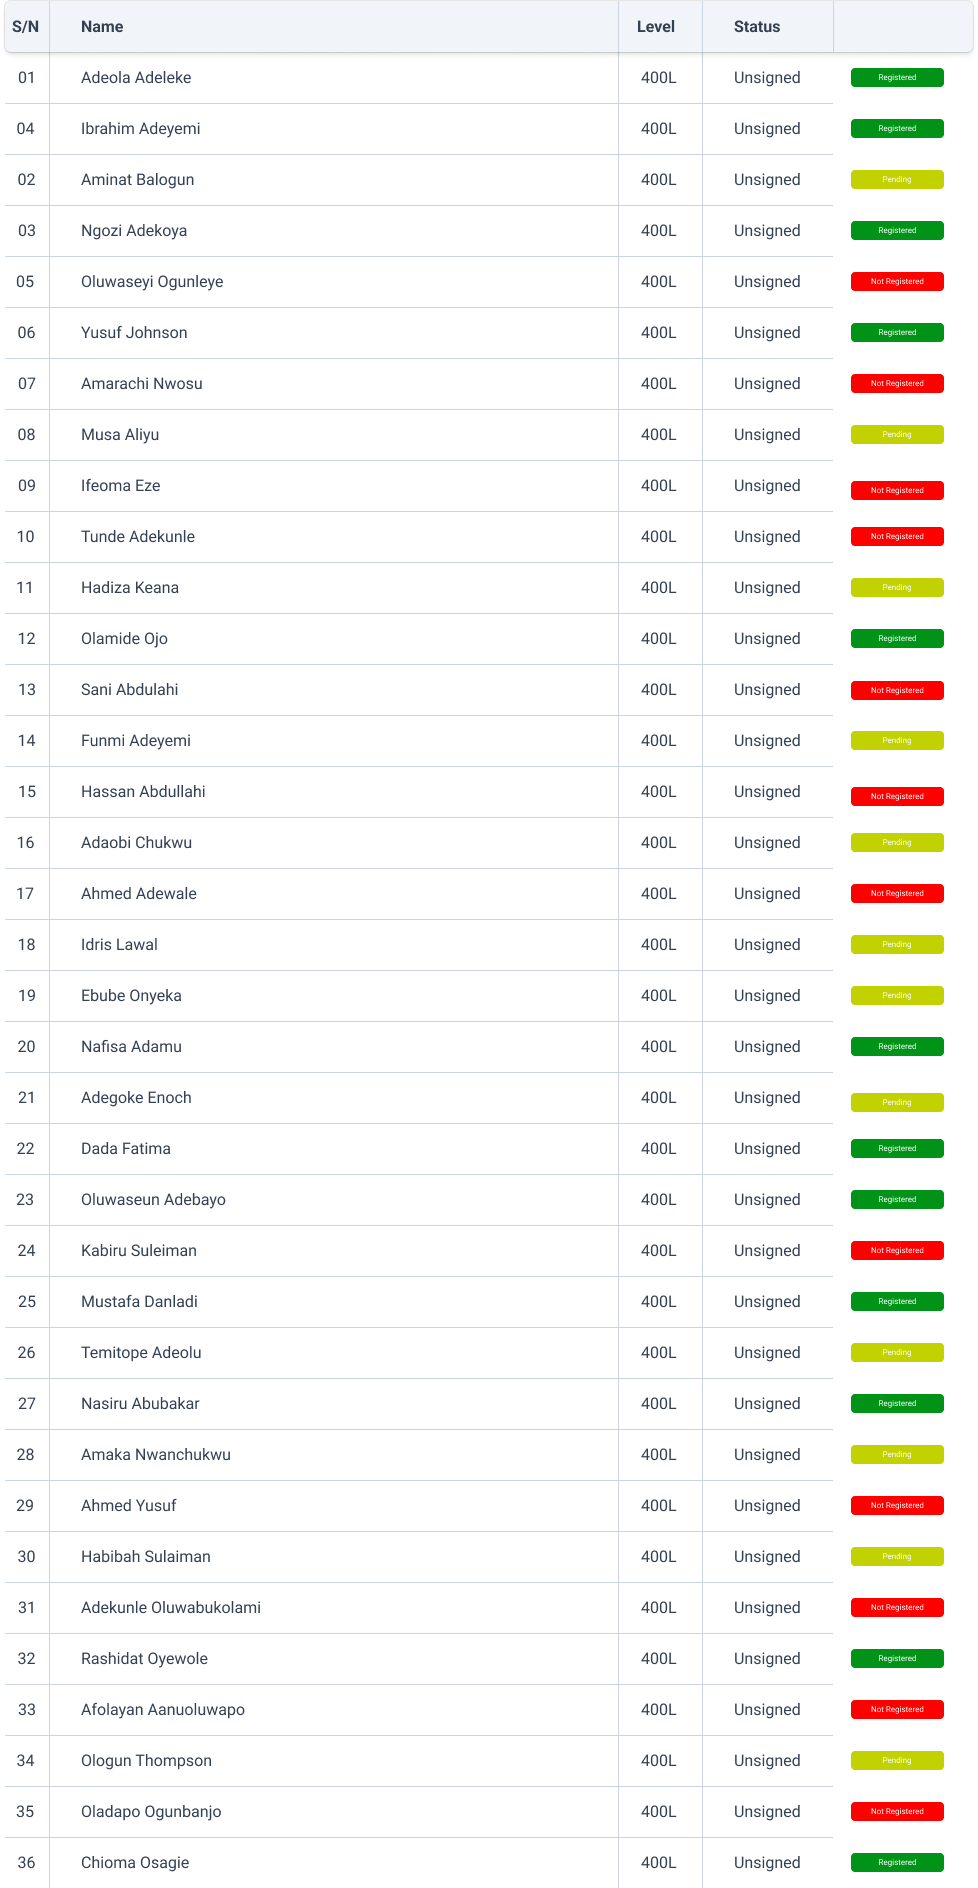 S/N Name Level Status
01 Adeola Adeleke 400L Unsigned Registered
04 Ibrahim Adeyemi 400L Unsigned Registered
02 Aminat Balogun 400L Unsigned Pending
03 Ngozi Adekoya 400L Unsigned Registered
05 Oluwaseyi Ogunleye 400L Unsigned Not Registered
06 Yusuf Johnson 400L Unsigned Registered
07 Amarachi Nwosu 400L Unsigned Not Registered
08 Musa Aliyu 400L Unsigned Pending
09 Ifeoma Eze 400L Unsigned Not Registered
10 Tunde Adekunle 400L Unsigned Not Registered
11 Hadiza Keana 400L Unsigned Pending
12 Olamide Ojo 400L Unsigned Registered
13 Sani Abdulahi 400L Unsigned Not Registered
14 Funmi Adeyemi 400L Unsigned Pending
15 Hassan Abdullahi 400L Unsigned Not Registered
16 Adaobi Chukwu 400L Unsigned Pending
17 Ahmed Adewale 400L Unsigned Not Registered
18 Idris Lawal 400L Unsigned Pending
19 Ebube Onyeka 400L Unsigned Pending
20 Nafisa Adamu 400L Unsigned Registered
21 Adegoke Enoch 400L Unsigned Pending
22 Dada Fatima 400L Unsigned Registered
23 Oluwaseun Adebayo 400L Unsigned Registered
24 Kabiru Suleiman 400L Unsigned Not Registered
25 Mustafa Danladi 400L Unsigned Registered
26 Temitope Adeolu 400L Unsigned Pending
27 Nasiru Abubakar 400L Unsigned Registered
28 Amaka Nwanchukwu 400L Unsigned Pending
29 Ahmed Yusuf 400L Unsigned Not Registered
30 Habibah Sulaiman 400L Unsigned Pending
31 Adekunle Oluwabukolami 400L Unsigned Not Registered
32 Rashidat Oyewole 400L Unsigned Registered
33 Afolayan Aanuoluwapo 400L Unsigned Not Registered
34 Ologun Thompson 400L Unsigned Pending
35 Oladapo Ogunbanjo 400L Unsigned Not Registered
36 Chioma Osagie 400L Unsigned Registered